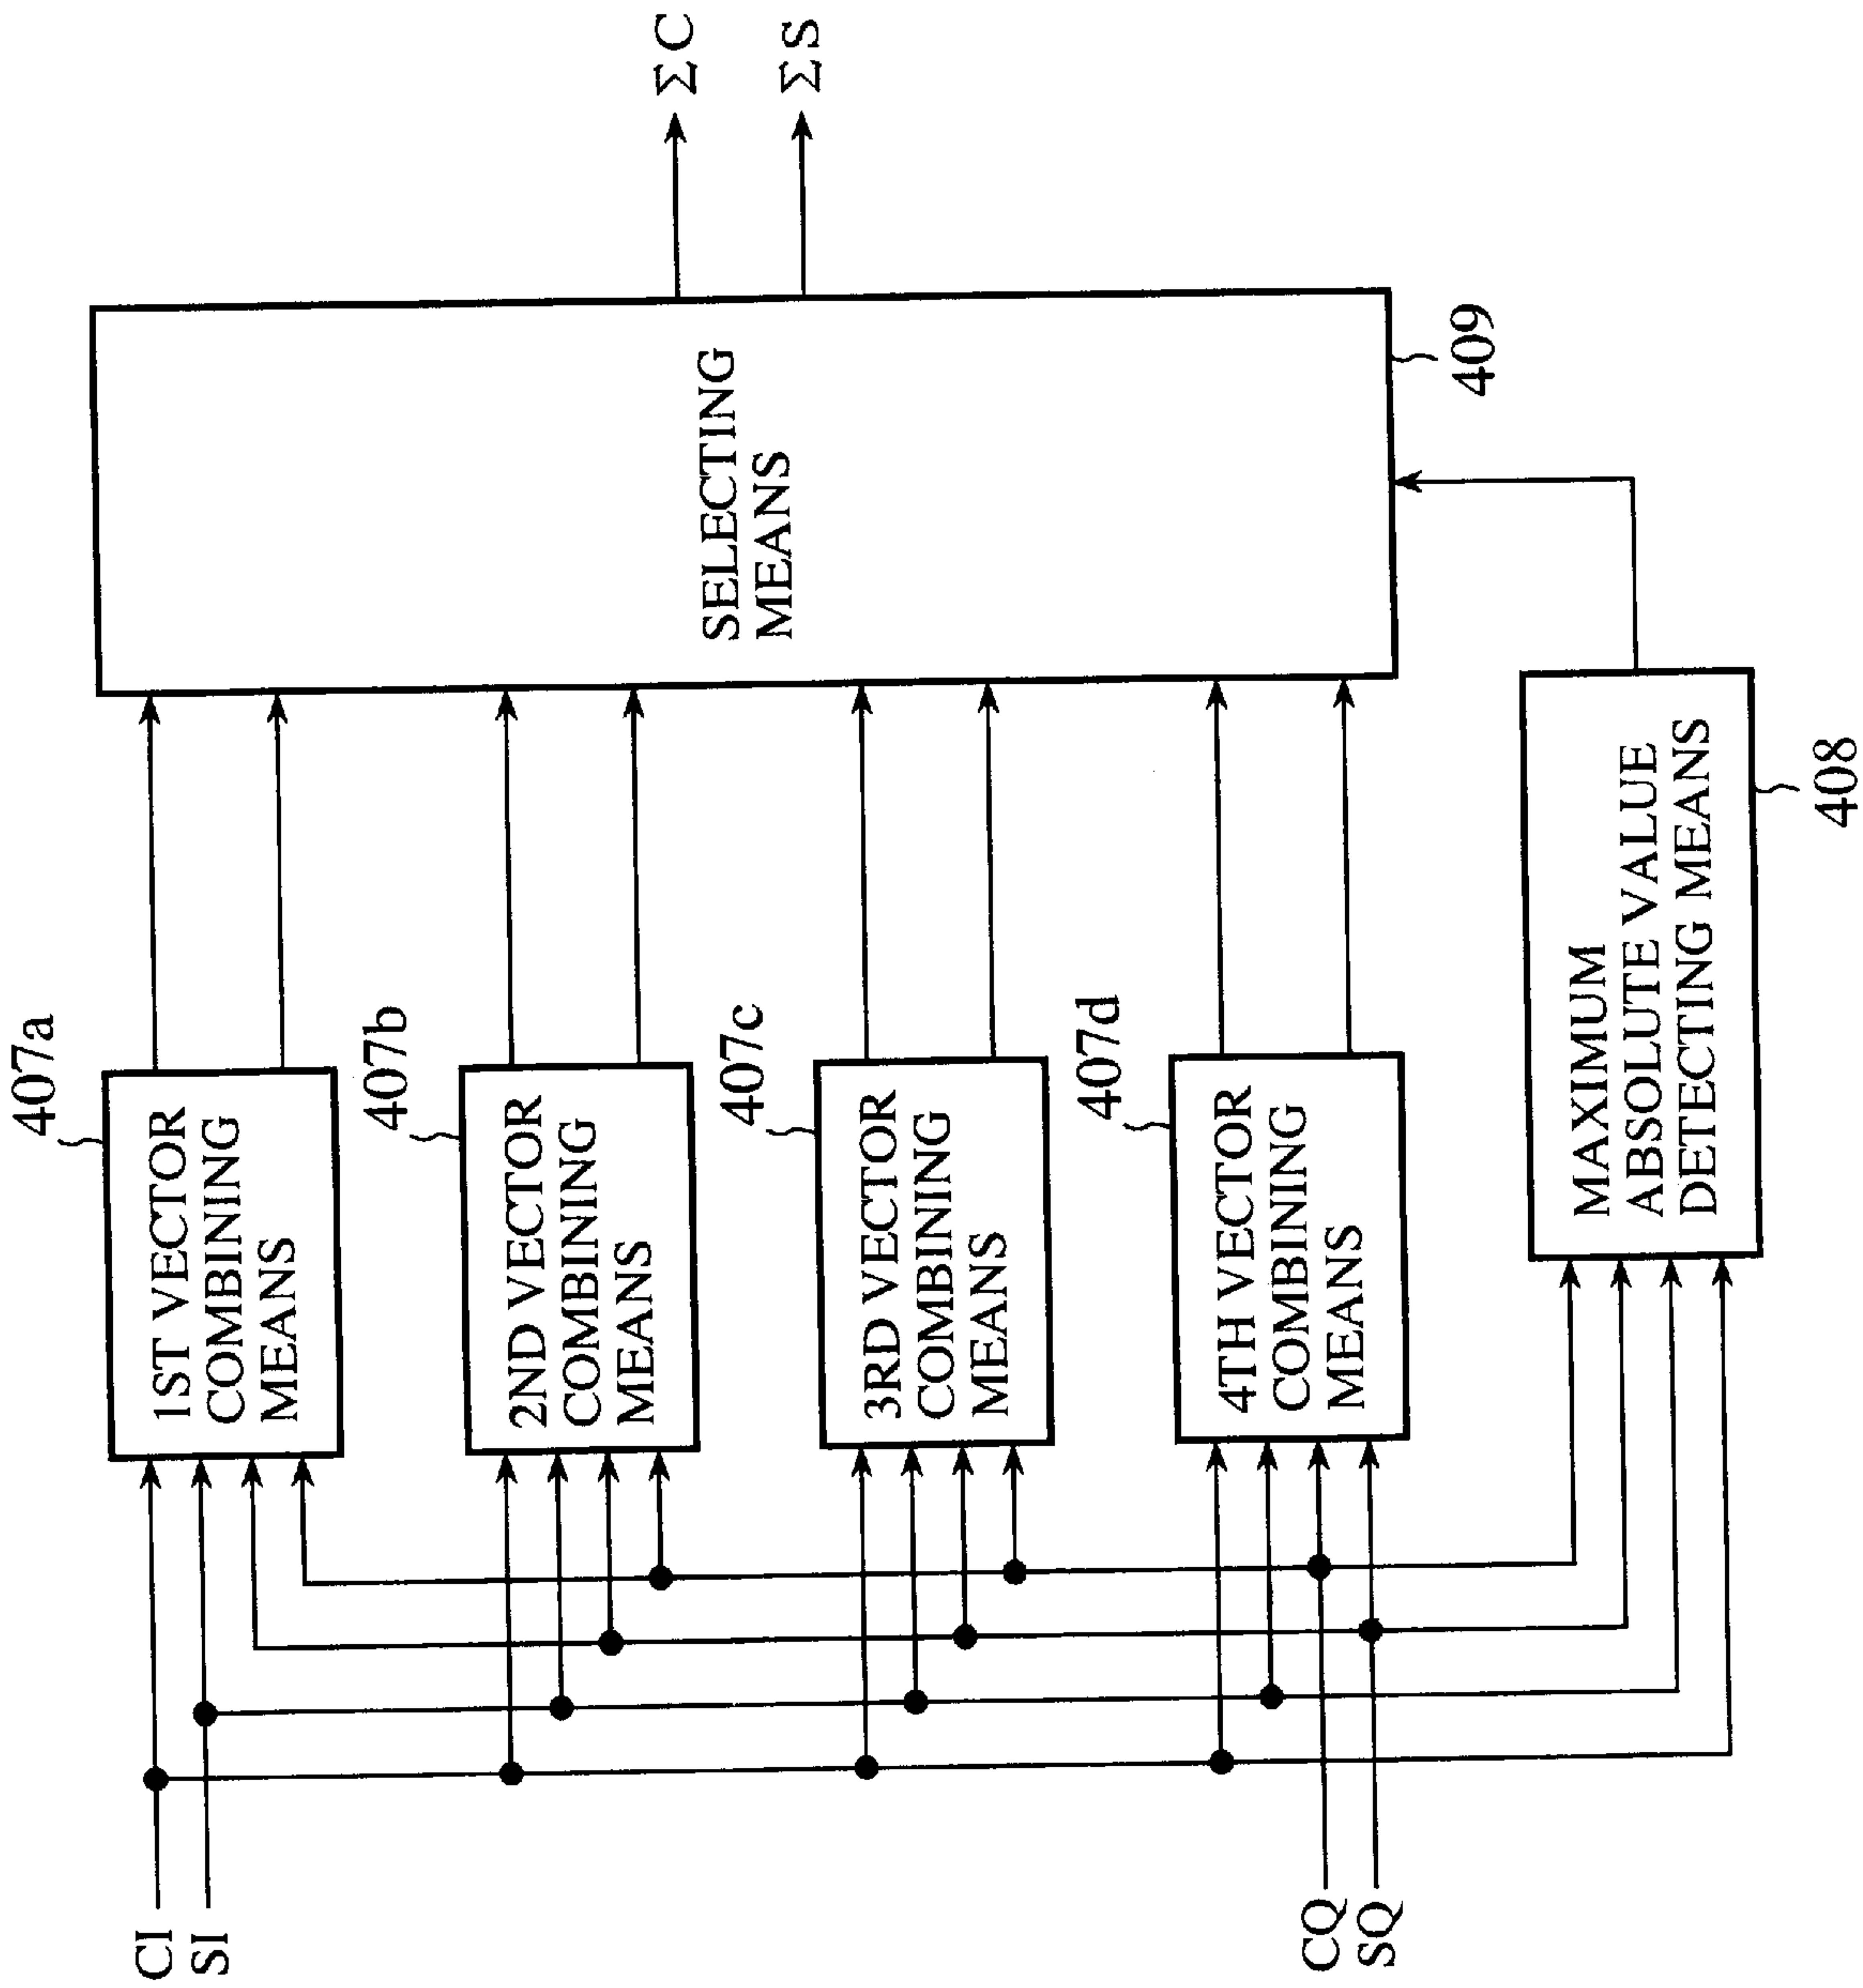 407a
1ST VECTOR
COMBINING
MEANS
407b
2ND VECTOR
COMBINING
MEANS
407c
3RD VECTOR
COMBINING
MEANS
407d
4TH VECTOR
COMBINING
MEANS
SELECTING
MEANS
409
MAXIMUM
ABSOLUTE VALUE
DETECTING MEANS
408
CI
SI
CQ
SQ
ΣC
ΣS